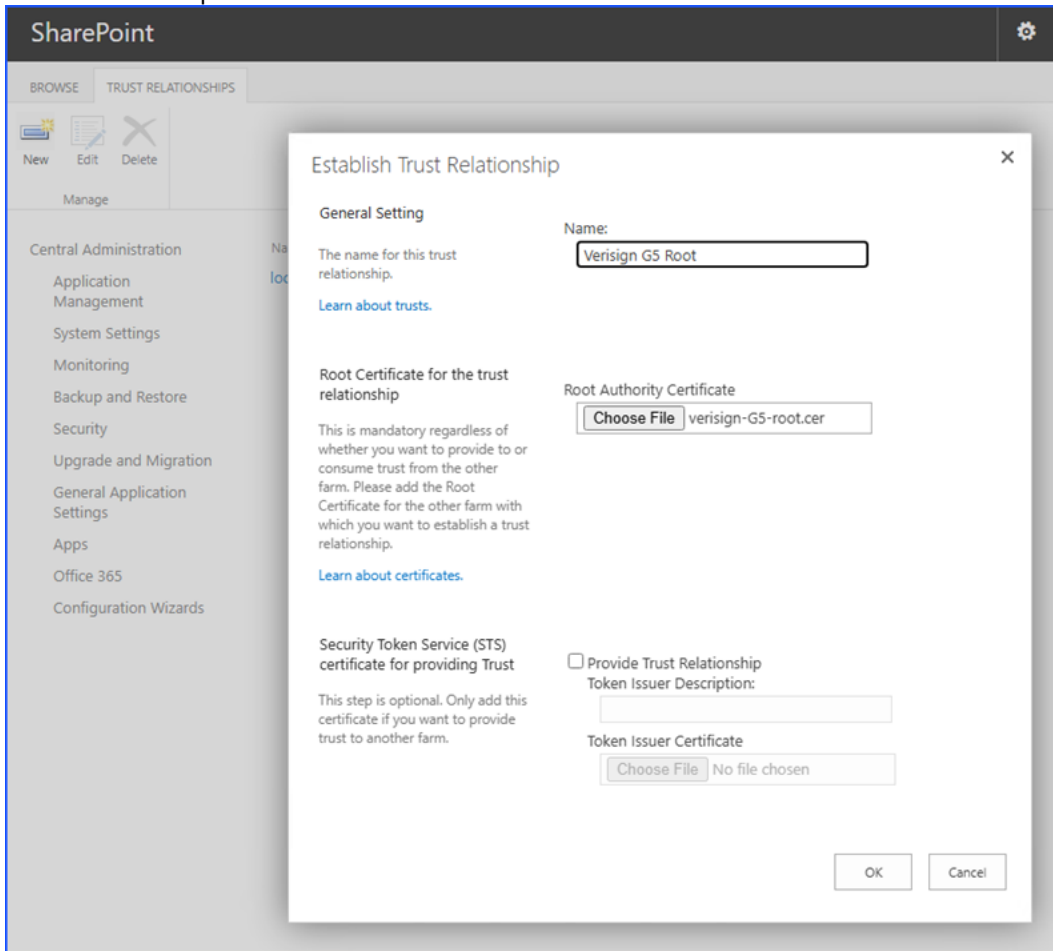 SharePoint
BROWSE TRUST RELATIONSHIPS
New Edit Delete
Manage
Central Administration
Application
Management
System Settings
Monitoring
Backup and Restore
Security
Upgrade and Migration
General Application
Settings
Apps
Office 365
Configuration Wizards
Establish Trust Relationship
General Setting
The name for this trust
relationship.
Learn about trusts.
Name:
Verisign G5 Root
Root Certificate for the trust
relationship
This is mandatory regardless of
whether you want to provide to or
consume trust from the other
farm. Please add the Root
Certificate for the other farm with
which you want to establish a trust
relationship.
Learn about certificates.
Root Authority Certificate
Choose File verisign-G5-root.cer
Security Token Service (STS)
certificate for providing Trust
This step is optional. Only add this
certificate if you want to provide
trust to another farm.
Provide Trust Relationship
Token Issuer Description:
Token Issuer Certificate
Choose File No file chosen
OK Cancel